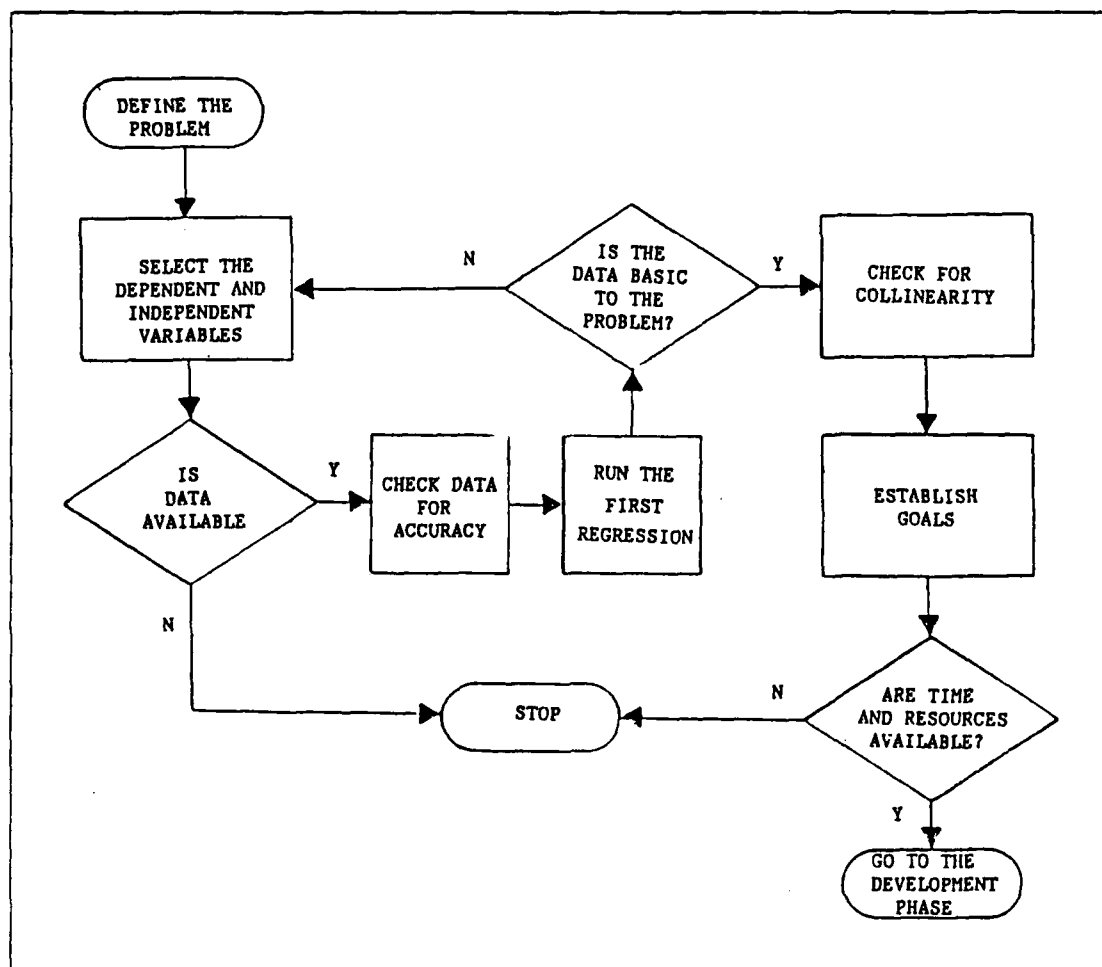 DEFINE THE
PROBLEM
SELECT THE
DEPENDENT AND
INDEPENDENT
VARIABLES
N
IS THE
DATA BASIC
TO THE
PROBLEM?
Y
CHECK FOR
COLLINEARITY
IS
DATA
AVAILABLE
Y
CHECK DATA
FOR
ACCURACY
RUN THE
FIRST
REGRESSION
ESTABLISH
GOALS
N
STOP
N
ARE TIME
AND RESOURCES
AVAILABLE?
Y
GO TO THE
DEVELOPMENT
PHASE